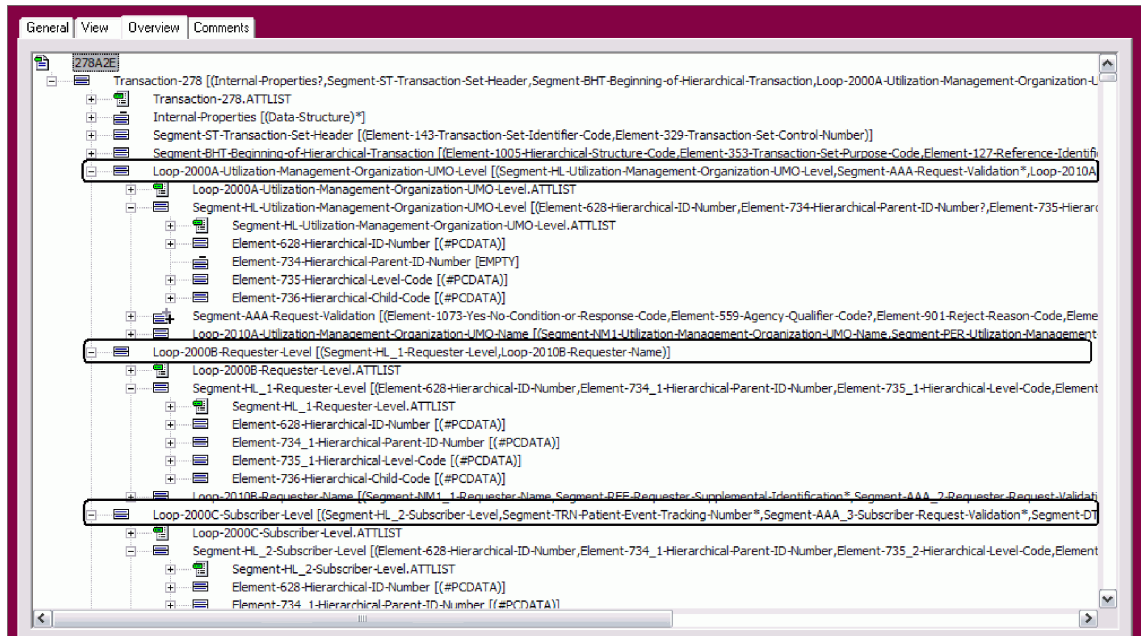 General View Overview Comments
278A2E
Transaction-278 [(Internal-Properties?,Segment-ST-Transaction-Set-Header,Segment-BHT-Beginning-of-Hierarchical-Transaction,Loop-2000A-Utilization-Management-Organization-L
Transaction-278.ATTLIST
Internal-Properties [(Data-Structure)*]
Segment-ST-Transaction-Set-Header [(Element-143-Transaction-Set-Identifier-Code,Element-329-Transaction-Set-Control-Number)]
Segment-BHT-Beginning-of-Hierarchical-Transaction [(Element-1005-Hierarchical-Structure-Code,Element-353-Transaction-Set-Purpose-Code,Element-127-Reference-Identifi
Loop-2000A-Utilization-Management-Organization-UMO-Level [(Segment-HL-Utilization-Management-Organization-UMO-Level,Segment-AAA-Request-Validation*,Loop-2010A
Loop-2000A-Utilization-Management-Organization-UMO-Level.ATTLIST
Segment-HL-Utilization-Management-Organization-UMO-Level [(Element-628-Hierarchical-ID-Number,Element-734-Hierarchical-Parent-ID-Number?,Element-735-Hierarc
Segment-HL-Utilization-Management-Organization-UMO-Level.ATTLIST
Element-628-Hierarchical-ID-Number [(#PCDATA)]
Element-734-Hierarchical-Parent-ID-Number [EMPTY]
Element-735-Hierarchical-Level-Code [(#PCDATA)]
Element-736-Hierarchical-Child-Code [(#PCDATA)]
Segment-AAA-Request-Validation [(Element-1073-Yes-No-Condition-or-Response-Code,Element-559-Agency-Qualifier-Code?,Element-901-Reject-Reason-Code,Eleme
Loop-2010A-Utilization-Management-Organization-UMO-Name [(Segment-NM1-Utilization-Management-Organization-UMO-Name,Segment-PER-Utilization-Management
Loop-2000B-Requester-Level [(Segment-HL_1-Requester-Level,Loop-2010B-Requester-Name)]
Loop-2000B-Requester-Level.ATTLIST
Segment-HL_1-Requester-Level [(Element-628-Hierarchical-ID-Number,Element-734_1-Hierarchical-Parent-ID-Number,Element-735_1-Hierarchical-Level-Code,Element
Segment-HL_1-Requester-Level.ATTLIST
Element-628-Hierarchical-ID-Number [(#PCDATA)]
Element-734_1-Hierarchical-Parent-ID-Number [(#PCDATA)]
Element-735_1-Hierarchical-Level-Code [(#PCDATA)]
Element-736-Hierarchical-Child-Code [(#PCDATA)]
Loop-2010B-Requester-Name [(Segment-NM1_1-Requester-Name,Segment-REF-Requester-Supplemental-Identification*,Segment-AAA_2-Requester-Request-Validati
Loop-2000C-Subscriber-Level [(Segment-HL_2-Subscriber-Level,Segment-TRN-Patient-Event-Tracking-Number*,Segment-AAA_3-Subscriber-Request-Validation*,Segment-DT
Loop-2000C-Subscriber-Level.ATTLIST
Segment-HL_2-Subscriber-Level [(Element-628-Hierarchical-ID-Number,Element-734_1-Hierarchical-Parent-ID-Number,Element-735_2-Hierarchical-Level-Code,Element
Segment-HL_2-Subscriber-Level.ATTLIST
Element-628-Hierarchical-ID-Number [(#PCDATA)]
Element-734_1-Hierarchical-Parent-ID-Number [(#PCDATA)]